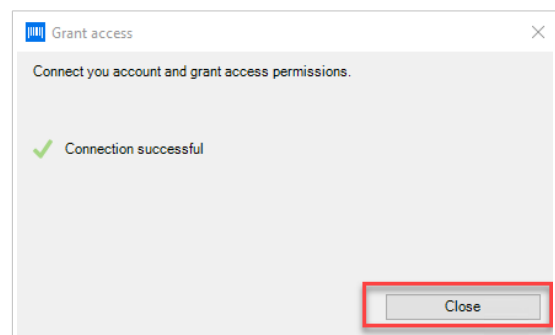 Grant access
Connect you account and grant access permissions.
Connection successful
Close